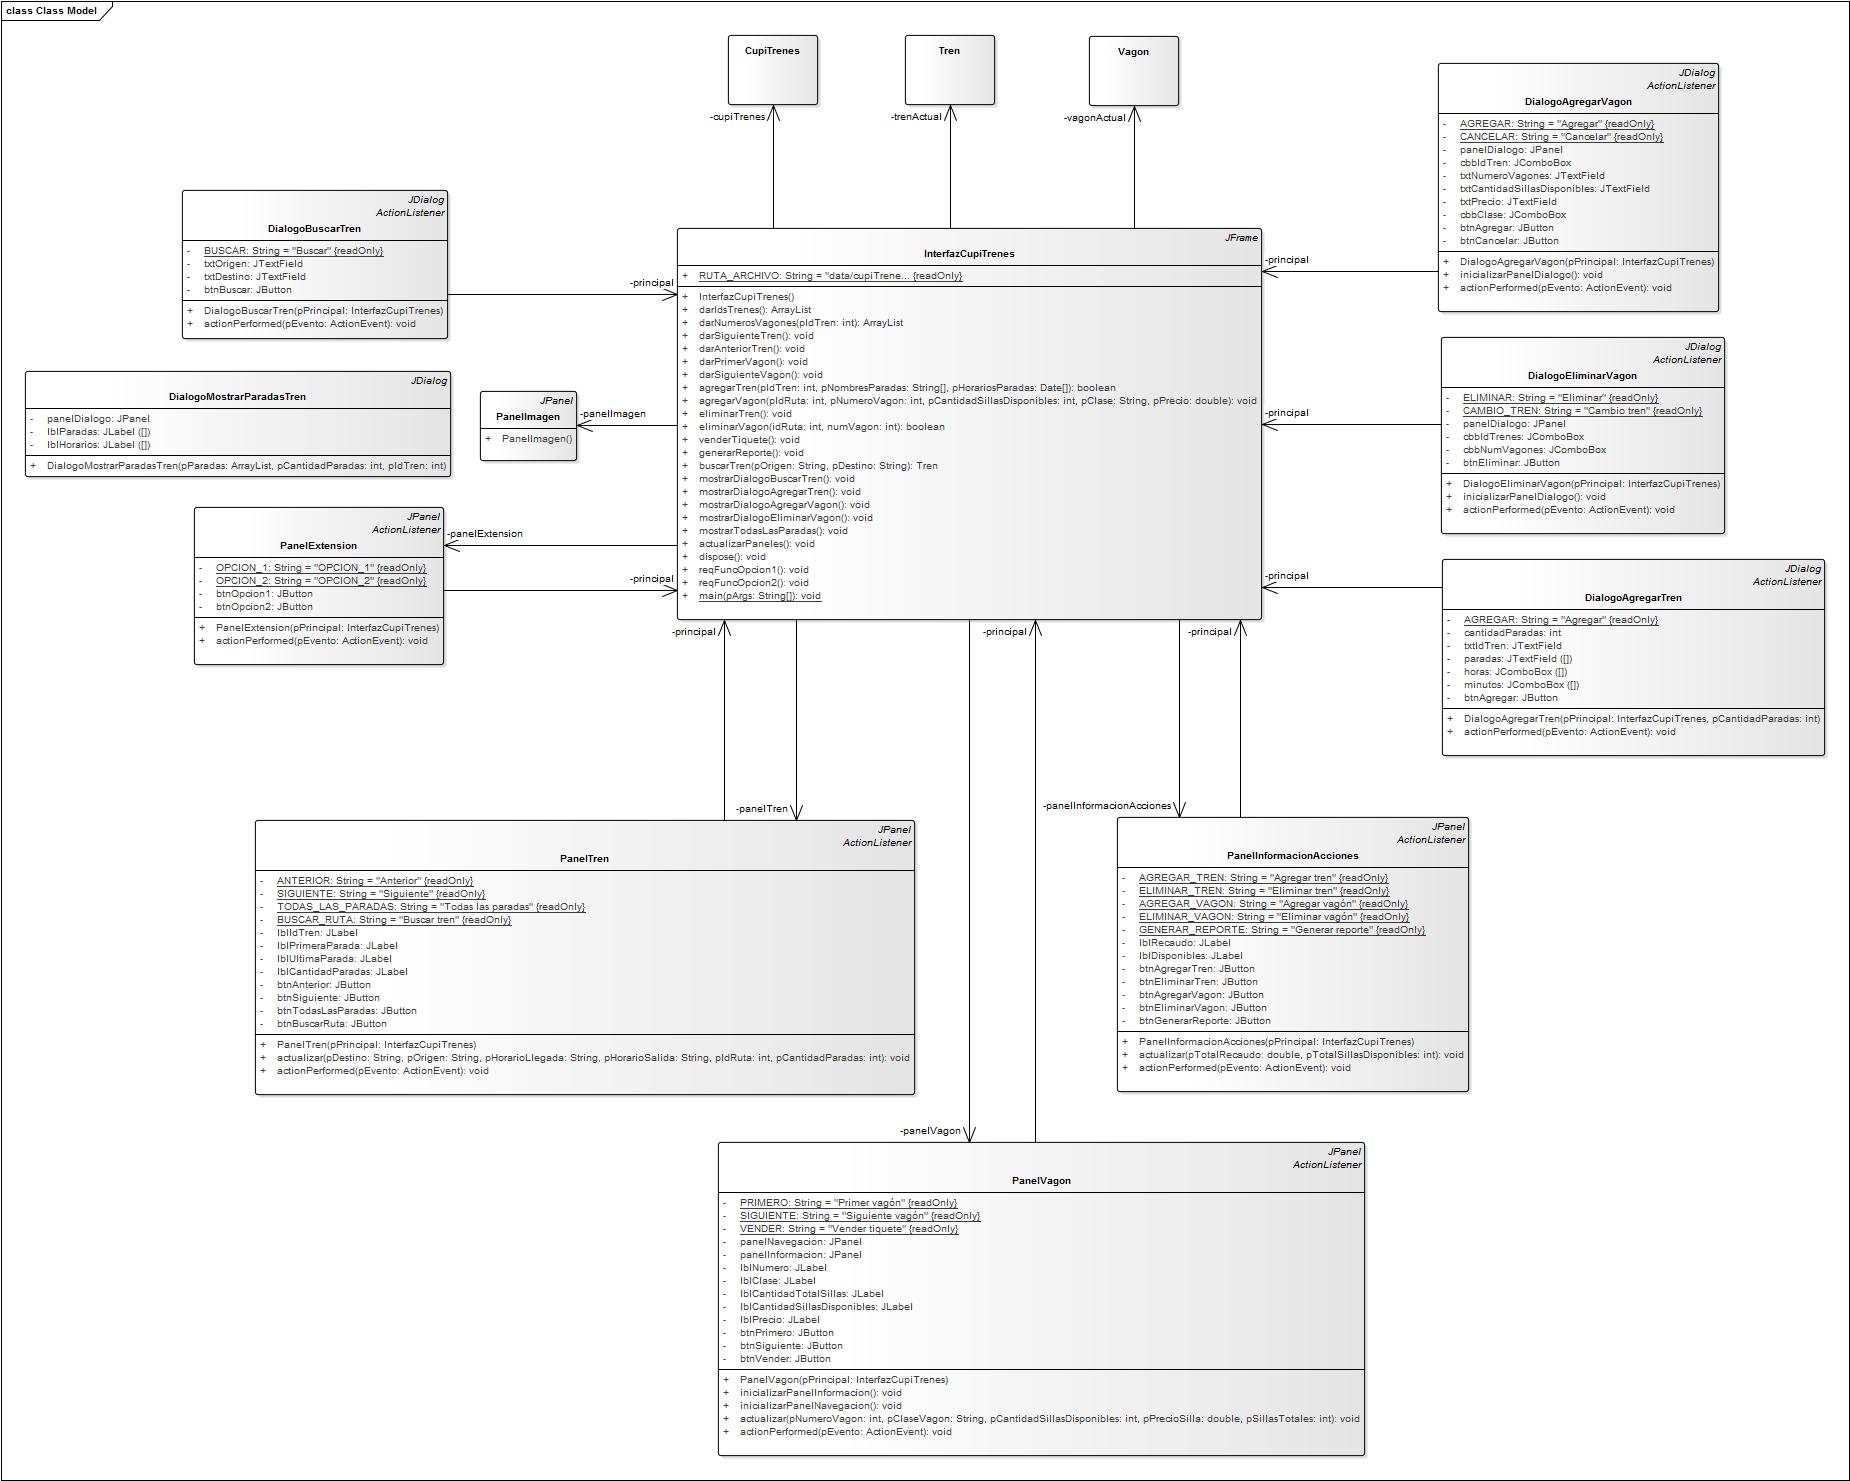 class Class Model
CupiTrenes
Tren
Vagon
-cupiTrenes
-trenActual
-vagonActual
JDialog
ActionListener
DialogoAgregarVagon
- AGREGAR: String = "Agregar" {readOnly}
- CANCELAR: String = "Cancelar" {readOnly}
- panelDialogo: JPanel
- cbbIdTren: JComboBox
- txtNumeroVagones: JTextField
- txtCantidadSillasDisponibles: JTextField
- txtPrecio: JTextField
- cbbClase: JComboBox
- btnAgregar: JButton
- btnCancelar: JButton
+ DialogoAgregarVagon(pPrincipal: InterfazCupiTrenes)
+ inicializarPanelDialogo(): void
+ actionPerformed(pEvento: ActionEvent): void
-principal
JDialog
ActionListener
DialogoBuscarTren
- BUSCAR: String = "Buscar" {readOnly}
- txtOrigen: JTextField
- txtDestino: JTextField
- btnBuscar: JButton
+ DialogoBuscarTren(pPrincipal: InterfazCupiTrenes)
+ actionPerformed(pEvento: ActionEvent): void
-principal
JFrame
InterfazCupiTrenes
+ RUTA_ARCHIVO: String = "data/cupiTrene... {readOnly}
+ InterfazCupiTrenes()
+ darIdsTrenes(): ArrayList
+ darNumerosVagones(pIdTren: int): ArrayList
+ darSiguienteTren(): void
+ darAnteriorTren(): void
+ darPrimerVagon(): void
+ darSiguienteVagon(): void
+ agregarTren(pIdTren: int, pNombresParadas: String[], pHorariosParadas: Date[]): boolean
+ agregarVagon(pIdRuta: int, pNumeroVagon: int, pCantidadSillasDisponibles: int, pClase: String, pPrecio: double): void
+ eliminarTren(): void
+ eliminarVagon(idRuta: int, numVagon: int): boolean
+ venderTiquete(): void
+ generarReporte(): void
+ buscarTren(pOrigen: String, pDestino: String): Tren
+ mostrarDialogoBuscarTren(): void
+ mostrarDialogoAgregarTren(): void
+ mostrarDialogoAgregarVagon(): void
+ mostrarDialogoEliminarVagon(): void
+ mostrarTodasLasParadas(): void
+ actualizarPaneles(): void
+ dispose(): void
+ reqFuncOpcion1(): void
+ reqFuncOpcion2(): void
+ main(pArgs: String[]): void
JDialog
DialogoMostrarParadasTren
- panelDialogo: JPanel
- lblParadas: JLabel ([])
- lblHorarios: JLabel ([])
+ DialogoMostrarParadasTren(pParadas: ArrayList, pCantidadParadas: int, pIdTren: int)
JPanel
PanelImagen
+ PanelImagen()
-panelImagen
JDialog
ActionListener
DialogoEliminarVagon
- ELIMINAR: String = "Eliminar" {readOnly}
- CAMBIO_TREN: String = "Cambio tren" {readOnly}
- panelDialogo: JPanel
- cbbIdTrenes: JComboBox
- cbbNumVagones: JComboBox
- btnEliminar: JButton
+ DialogoEliminarVagon(pPrincipal: InterfazCupiTrenes)
+ inicializarPanelDialogo(): void
+ actionPerformed(pEvento: ActionEvent): void
-principal
JPanel
ActionListener
PanelExtension
- OPCION_1: String = "OPCION_1" {readOnly}
- OPCION_2: String = "OPCION_2" {readOnly}
- btnOpcion1: JButton
- btnOpcion2: JButton
+ PanelExtension(pPrincipal: InterfazCupiTrenes)
+ actionPerformed(pEvento: ActionEvent): void
-panelExtension
-principal
JDialog
ActionListener
DialogoAgregarTren
- AGREGAR: String = "Agregar" {readOnly}
- cantidadParadas: int
- txtIdTren: JTextField
- paradas: JTextField ([])
- horas: JComboBox ([])
- minutos: JComboBox ([])
- btnAgregar: JButton
+ DialogoAgregarTren(pPrincipal: InterfazCupiTrenes, pCantidadParadas: int)
+ actionPerformed(pEvento: ActionEvent): void
-principal
-principal
-principal
-principal
-panelTren
-panelInformacionAcciones
JPanel
ActionListener
PanelTren
- ANTERIOR: String = "Anterior" {readOnly}
- SIGUIENTE: String = "Siguiente" {readOnly}
- TODAS_LAS_PARADAS: String = "Todas las paradas" {readOnly}
- BUSCAR_RUTA: String = "Buscar tren" {readOnly}
- lblIdTren: JLabel
- lblPrimeraParada: JLabel
- lblUltimaParada: JLabel
- lblCantidadParadas: JLabel
- btnAnterior: JButton
- btnSiguiente: JButton
- btnTodasLasParadas: JButton
- btnBuscarRuta: JButton
+ PanelTren(pPrincipal: InterfazCupiTrenes)
+ actualizar(pDestino: String, pOrigen: String, pHorarioLlegada: String, pHorarioSalida: String, pIdRuta: int, pCantidadParadas: int): void
+ actionPerformed(pEvento: ActionEvent): void
JPanel
ActionListener
PanelInformacionAcciones
- AGREGAR_TREN: String = "Agregar tren" {readOnly}
- ELIMINAR_TREN: String = "Eliminar tren" {readOnly}
- AGREGAR_VAGON: String = "Agregar vagón" {readOnly}
- ELIMINAR_VAGON: String = "Eliminar vagón" {readOnly}
- GENERAR_REPORTE: String = "Generar reporte" {readOnly}
- lblRecaudo: JLabel
- lblDisponibles: JLabel
- btnAgregarTren: JButton
- btnEliminarTren: JButton
- btnAgregarVagon: JButton
- btnEliminarVagon: JButton
- btnGenerarReporte: JButton
+ PanelInformacionAcciones(pPrincipal: InterfazCupiTrenes)
+ actualizar(pTotalRecaudo: double, pTotalSillasDisponibles: int): void
+ actionPerformed(pEvento: ActionEvent): void
-panelVagon
JPanel
ActionListener
PanelVagon
- PRIMERO: String = "Primer vagón" {readOnly}
- SIGUIENTE: String = "Siguiente vagón" {readOnly}
- VENDER: String = "Vender tiquete" {readOnly}
- panelNavegacion: JPanel
- panelInformacion: JPanel
- lblNumero: JLabel
- lblClase: JLabel
- lblCantidadTotalSillas: JLabel
- lblCantidadSillasDisponibles: JLabel
- lblPrecio: JLabel
- btnPrimero: JButton
- btnSiguiente: JButton
- btnVender: JButton
+ PanelVagon(pPrincipal: InterfazCupiTrenes)
+ inicializarPanelInformacion(): void
+ inicializarPanelNavegacion(): void
+ actualizar(pNumeroVagon: int, pClaseVagon: String, pCantidadSillasDisponibles: int, pPrecioSilla: double, pSillasTotales: int): void
+ actionPerformed(pEvento: ActionEvent): void